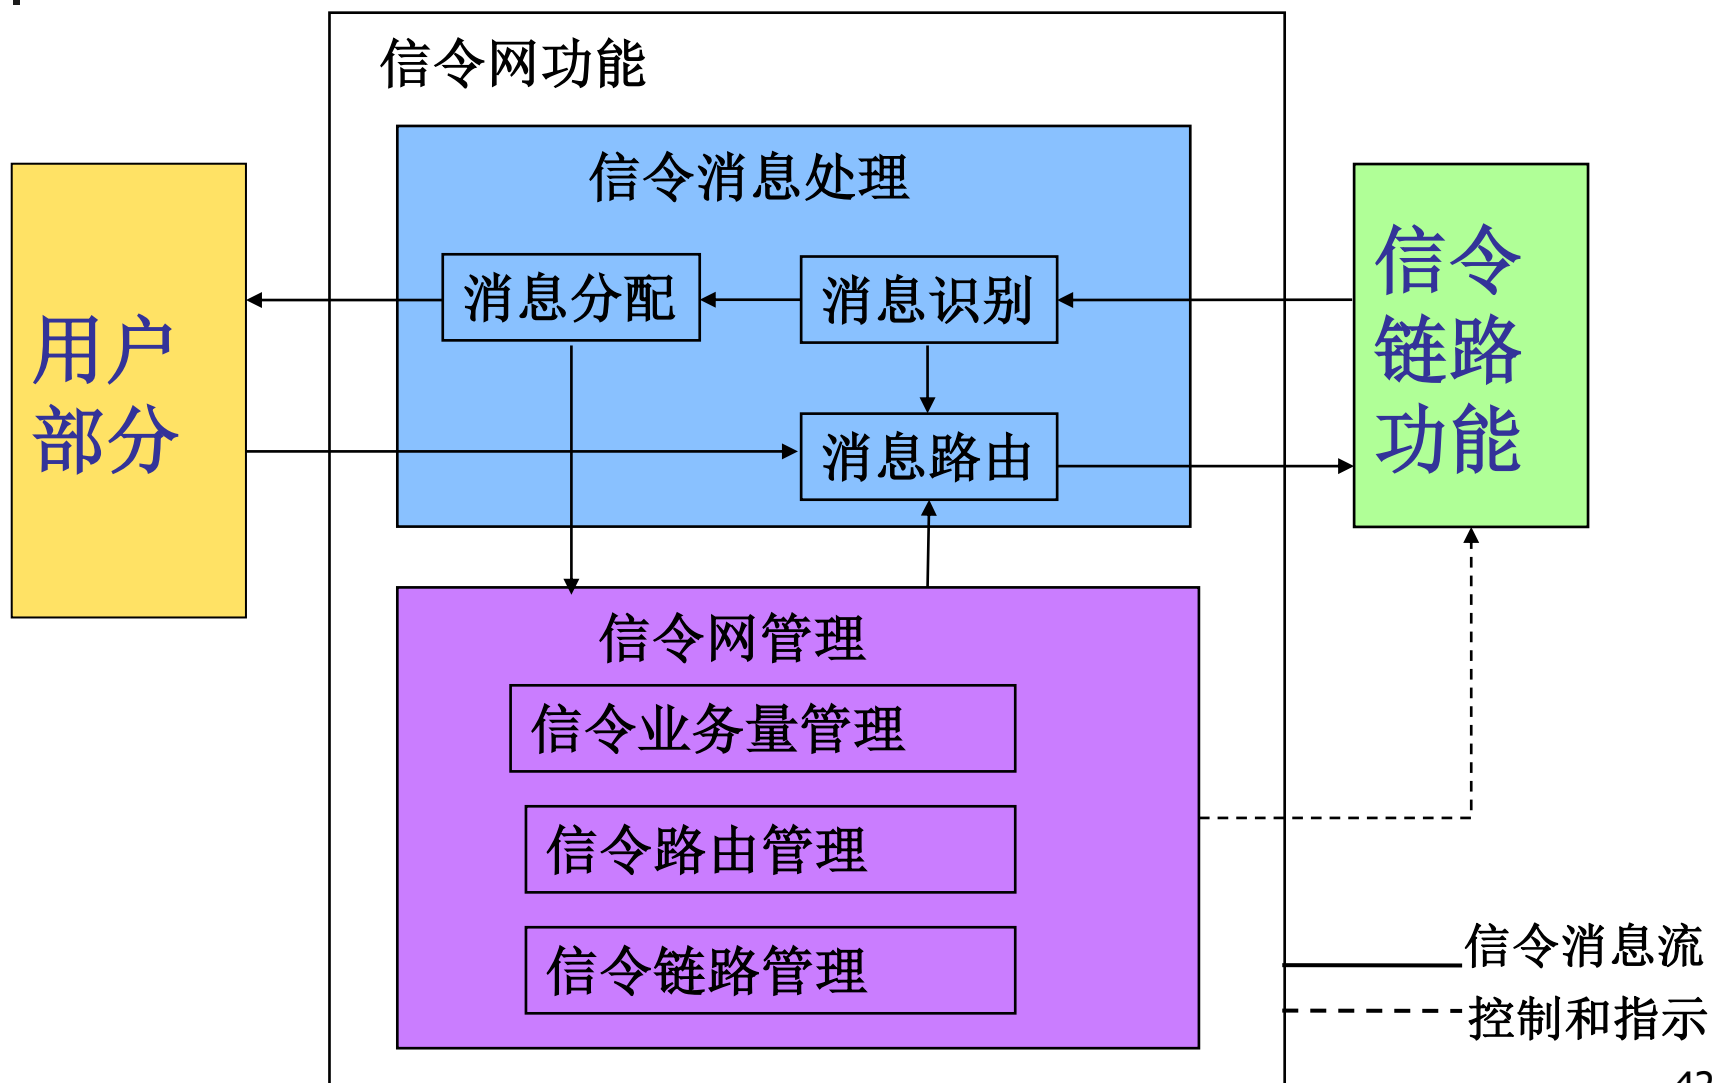 信令网功能
信令消息处理
消息分配
消息识别
消息路由
用户
部分
信令
链路
功能
信令网管理
信令业务量管理
信令路由管理
信令链路管理
信令消息流
控制和指示